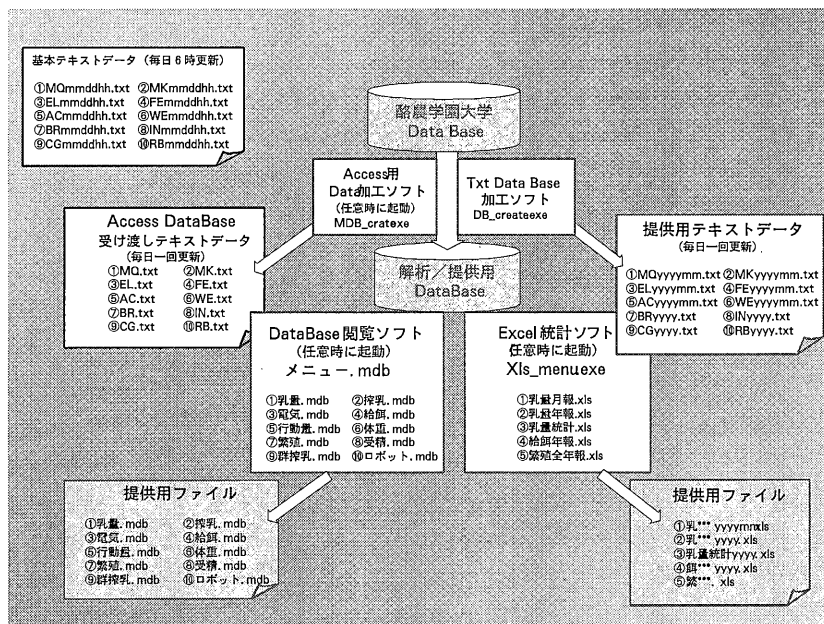 基本テキストデータ(毎日6時更新)
①MQmmddhh.txt ②MKmmddhh.txt
③ELmmddhh.txt ④FEmmddhh.txt
⑤ACmmddhh.txt ⑥WEmmddhh.txt
⑦BRmmddhh.txt ⑧INmmddhh.txt
⑨CGmmddhh.txt ⑩RBmmddhh.txt
酪農学園大学
Data Base
Access用
Data加工ソフト
(任意時に起動)
MDB_cratexe
Txt Data Base
加工ソフト
DB_createexe
Access DataBase
受け渡しテキストデータ
(毎日一回更新)
①MQ.txt ②MK.txt
③EL.txt ④FE.txt
⑤AC.txt ⑥WE.txt
⑦BR.txt ⑧IN.txt
⑨CG.txt ⑩RB.txt
解析/提供用
DataBase
提供用テキストデータ
(毎日一回更新)
①MQyyyymm.txt ②MKyyyymm.txt
③ELyyyymm.txt ④FEyyyymm.txt
⑤ACyyyymm.txt ⑥WEyyyymm.txt
⑦BRyyyy.txt ⑧INyyyy.txt
⑨CGyyyy.txt ⑩RByyyy.txt
DataBase閲覧ソフト
(任意時に起動)
メニュー.mdb
①乳量.mdb ②搾乳.mdb
③電気.mdb ④給餌.mdb
⑤行動量.mdb ⑥体重.mdb
⑦繁殖.mdb ⑧受精.mdb
⑨群搾乳.mdb ⑩ロボット.mdb
Excel統計ソフト
(任意時に起動)
Xls_menuexe
①乳量月報.xls
②乳量年報.xls
③乳量統計.xls
④給餌年報.xls
⑤繁殖全年報.xls
提供用ファイル
①乳量.mdb ②搾乳.mdb
③電気.mdb ④給餌.mdb
⑤行動量.mdb ⑥体重.mdb
⑦繁殖.mdb ⑧受精.mdb
⑨群搾乳.mdb ⑩ロボット.mdb
提供用ファイル
①乳*** yyyymmxls
②乳*** yyyy.xls
③乳量統計yyyy.xls
④餌*** yyyy.xls
⑤繁***. xls